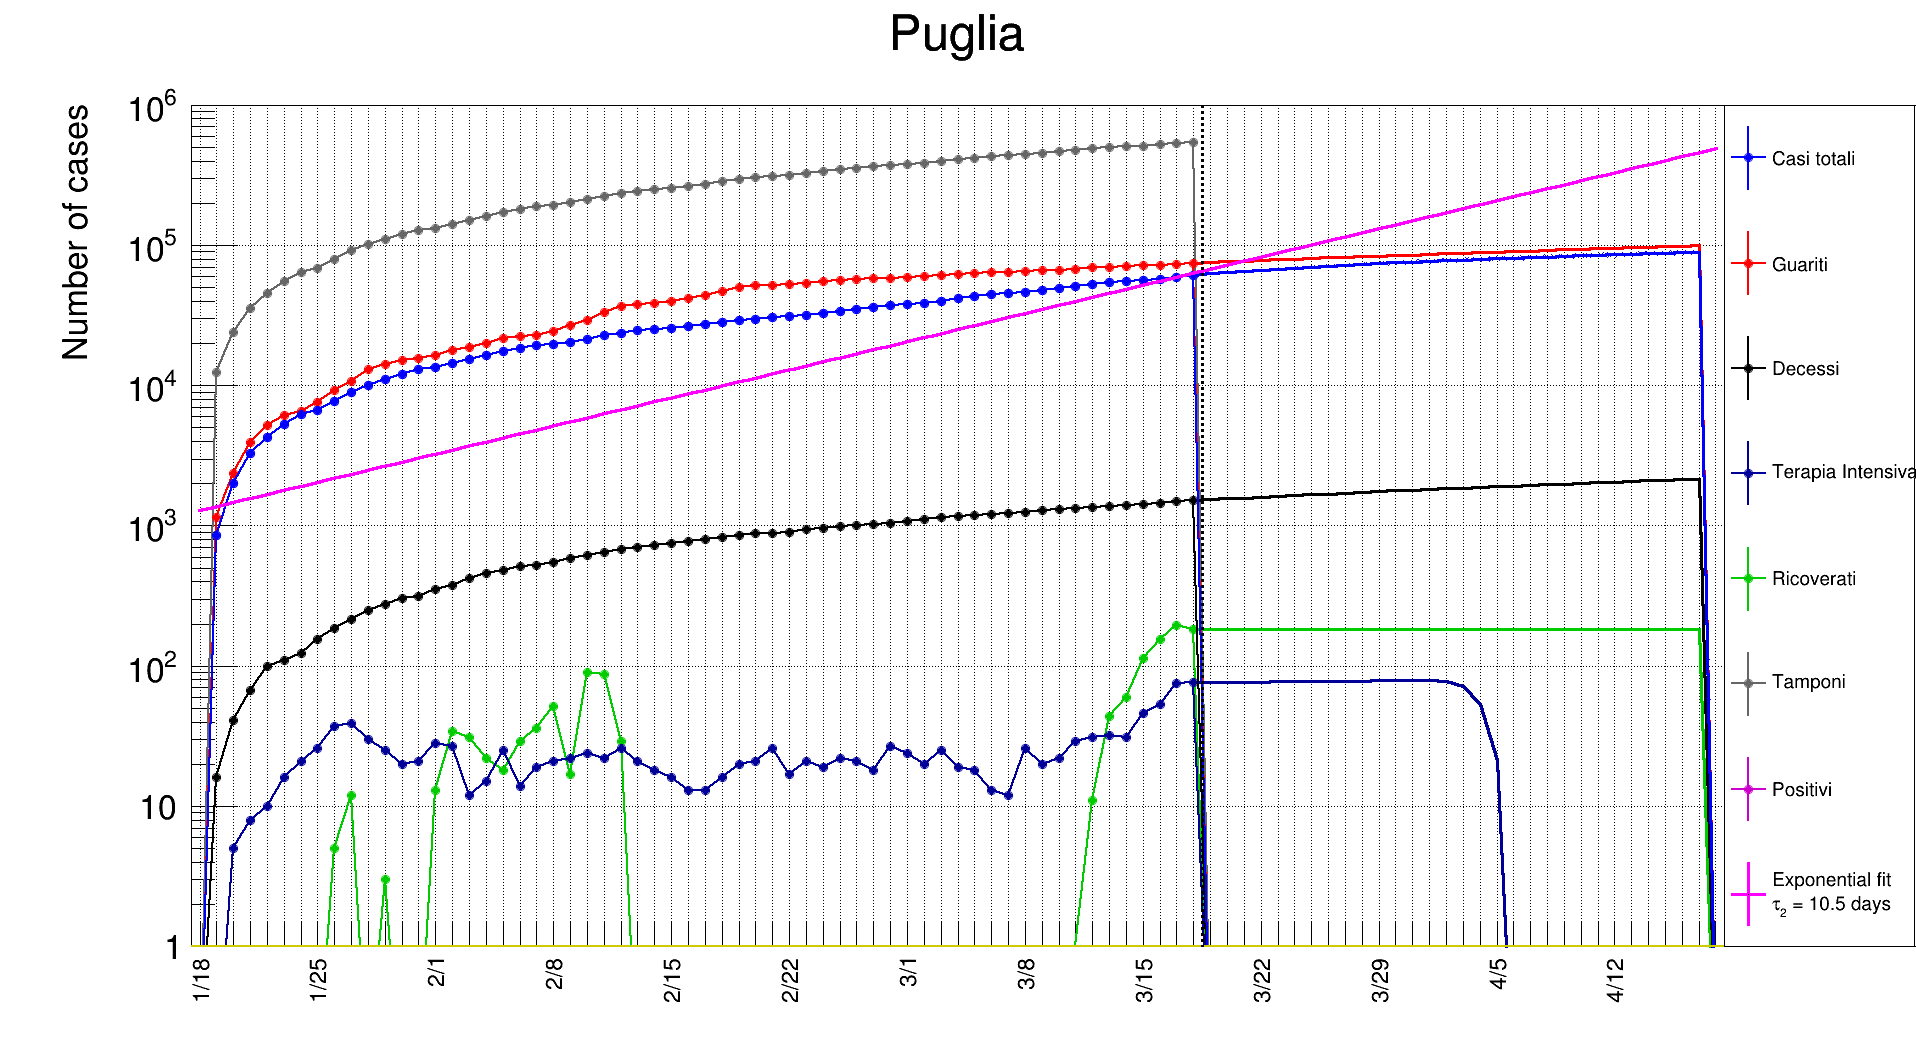 Puglia
Number of cases
10^6
10^5
10^4
10^3
10^2
10
1
1/18
1/25
2/1
2/8
2/15
2/22
3/1
3/8
3/15
3/22
3/29
4/5
4/12
Casi totali
Guariti
Decessi
Terapia Intensiva
Ricoverati
Tamponi
Positivi
Exponential fit
τ₂ = 10.5 days